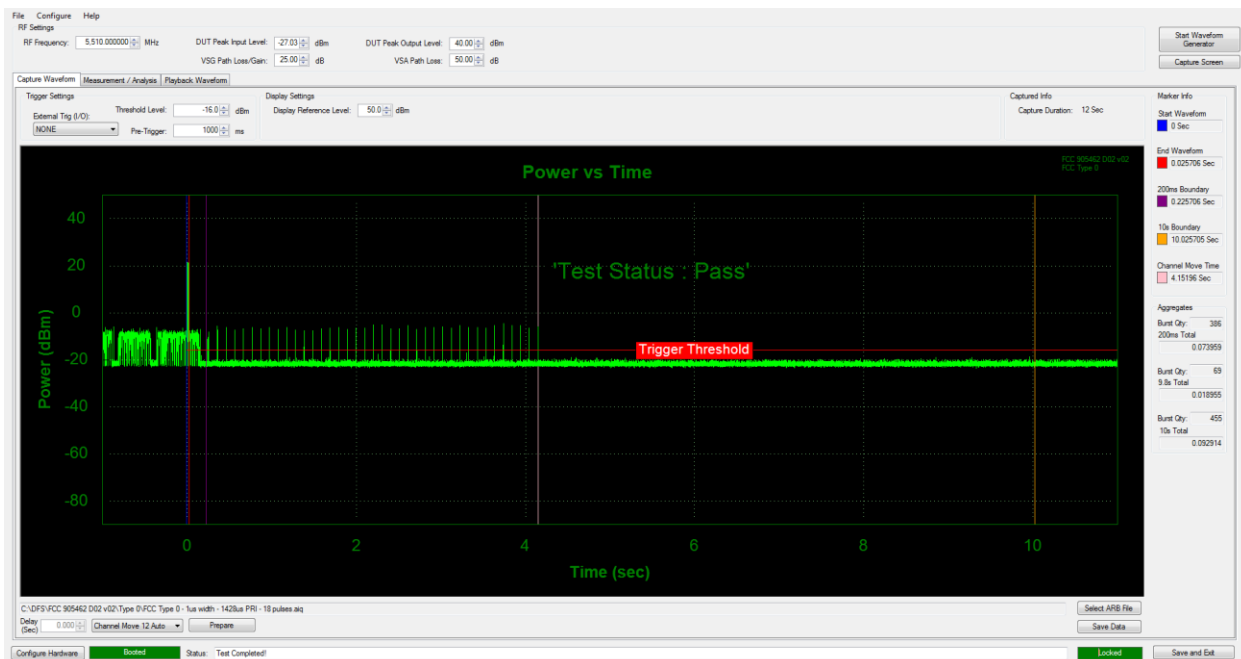 File Configure Help
RF Settings
RF Frequency: 5,510.000000 MHz DUT Peak Input Level: -27.03 dBm DUT Peak Output Level: 40.00 dBm
VSG Path Loss/Gain: 25.00 dB VSA Path Loss: 50.00 dB
Start Waveform Generator
Capture Screen
Capture Waveform Measurement / Analysis Playback Waveform
Trigger Settings
External Trig (I/O):
NONE
Threshold Level: -16.0 dBm
Pre-Trigger: 1000 ms
Display Settings
Display Reference Level: 50.0 dBm
Captured Info
Capture Duration: 12 Sec
Marker Info
Start Waveform
0 Sec
End Waveform
0.025706 Sec
200ms Boundary
0.225706 Sec
10s Boundary
10.025705 Sec
Channel Move Time
4.15196 Sec
Aggregates
Burst Qty: 386
200ms Total
0.073959
Burst Qty: 69
9.8s Total
0.018955
Burst Qty: 455
10s Total
0.092914
Power vs Time
FCC 905462 D02 v02
FCC Type 0
'Test Status : Pass'
Trigger Threshold
Power (dBm)
40
20
0
-20
-40
-60
-80
0 2 4 6 8 10
Time (sec)
C:\DFS\FCC 905462 D02 v02\Type 0\FCC Type 0 - 1us width - 1428us PRI - 18 pulses.aiq
Select ARB File
Delay (Sec) 0.000 Channel Move 12 Auto Prepare
Save Data
Configure Hardware Booted Status: Test Completed! Locked Save and Exit